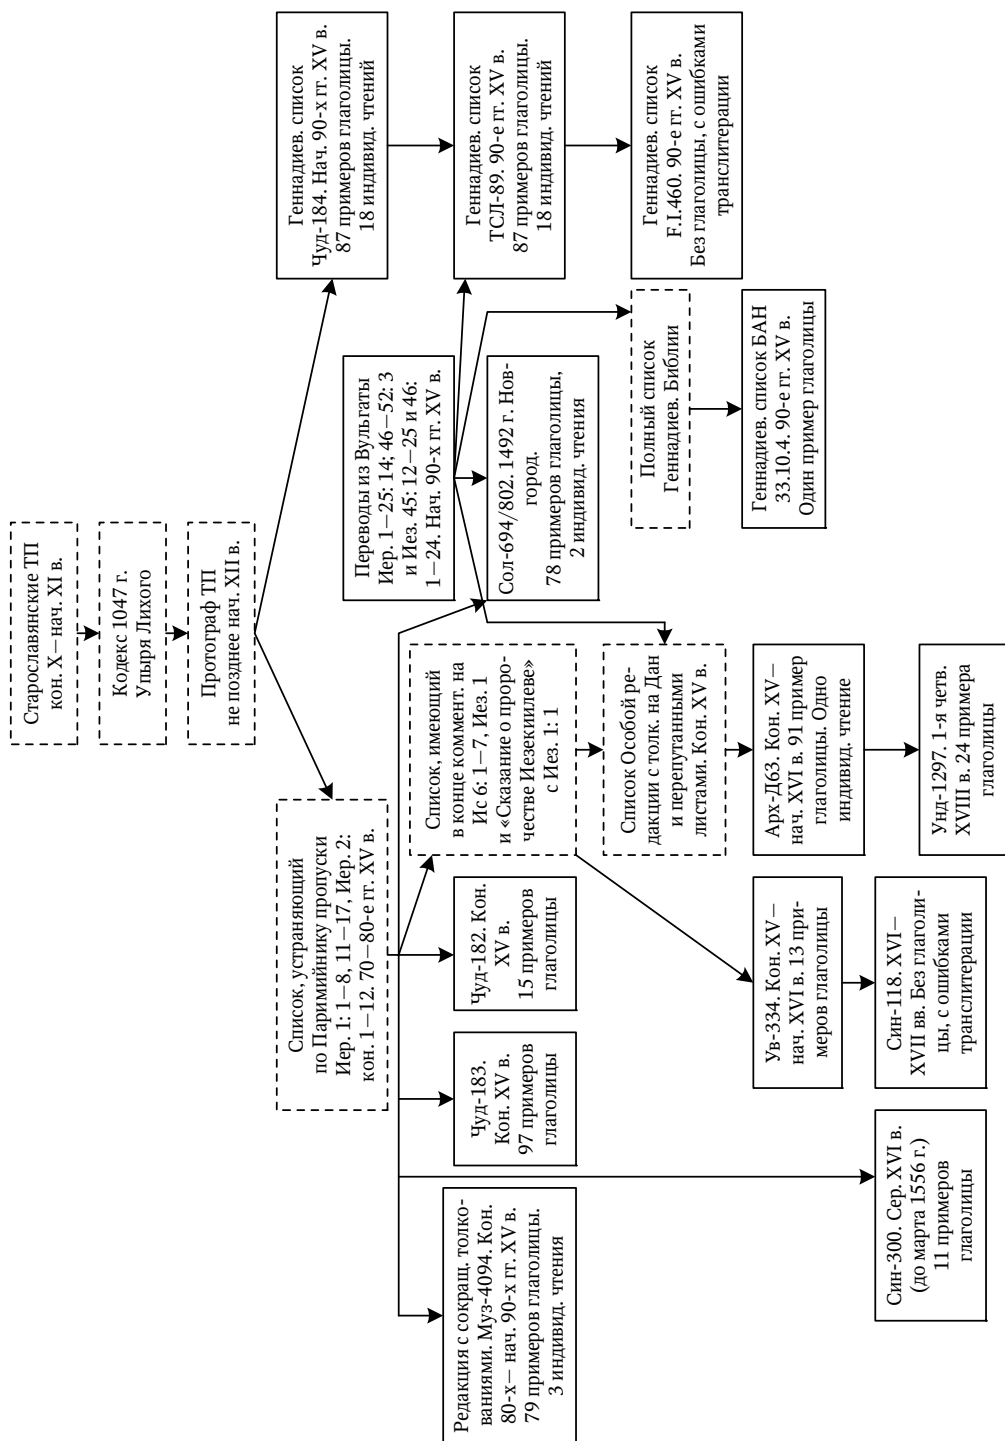 Старославянские ТП
кон. X—нач. XI в.
Кодекс 1047 г.
Упыря Лихого
Протограф ТП
не позднее нач. XII в.
Геннадиев. список
Чуд-184. Нач. 90-х гг. XV в.
87 примеров глаголицы.
18 индивид. чтений
Список, устраняющий
по Паримийнику пропуски
Иер. 1: 1—8, 11—17, Иер. 2:
кон. 1—12. 70—80-е гг. XV в.
Переводы из Вульгаты
Иер. 1—25: 14; 46—52: 3
и Иез. 45: 12—25 и 46:
1—24. Нач. 90-х гг. XV в.
Геннадиев. список
ТСЛ-89. 90-е гг. XV в.
87 примеров глаголицы.
18 индивид. чтений
Редакция с сокращ. толко-
ваниями. Муз-4094. Кон.
80-х— нач. 90-х гг. XV в.
79 примеров глаголицы.
3 индивид. чтения
Чуд-183.
Кон. XV в.
97 примеров
глаголицы
Чуд-182. Кон.
XV в.
15 примеров
глаголицы
Список, имеющий
в конце коммент. на
Ис 6: 1—7, Иез. 1
и «Сказание о проро-
честве Иезекиилеве»
с Иез. 1: 1
Сол-694/802. 1492 г. Нов-
город.
78 примеров глаголицы,
2 индивид. чтения
Список Особой ре-
дакции с толк. на Дан
и перепутанными
листами. Кон. XV в.
Полный список
Геннадиев. Библии
Геннадиев. список
F.I.460. 90-е гг. XV в.
Без глаголицы, с ошибками
транслитерации
Ув-334. Кон. XV—
нач. XVI в. 13 при-
меров глаголицы
Арх-Д63. Кон. XV—
нач. XVI в. 91 пример
глаголицы. Одно
индивид. чтение
Геннадиев. список БАН
33.10.4. 90-е гг. XV в.
Один пример глаголицы
Син-300. Сер. XVI в.
(до марта 1556 г.)
11 примеров
глаголицы
Син-118. XVI—
XVII вв. Без глаголи-
цы, с ошибками
транслитерации
Унд-1297. 1-я четв.
XVIII в. 24 примера
глаголицы